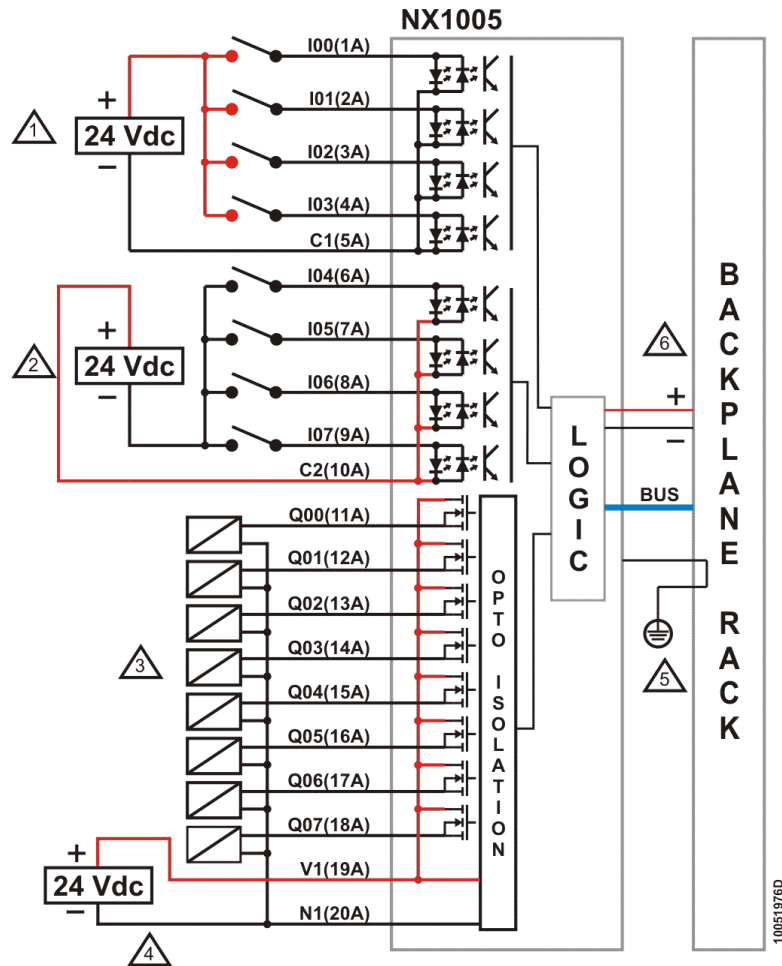 NX1005
I00(1A)
1
+
24 Vdc
−
I01(2A)
I02(3A)
I03(4A)
C1(5A)
I04(6A)
2
+
24 Vdc
−
I05(7A)
I06(8A)
I07(9A)
C2(10A)
Q00(11A)
Q01(12A)
Q02(13A)
Q03(14A)
3
Q04(15A)
Q05(16A)
Q06(17A)
Q07(18A)
+
24 Vdc
−
V1(19A)
N1(20A)
4
OPTO ISOLATION
LOGIC
6
+
−
BUS
5
BACKPLANE RACK
10051976D